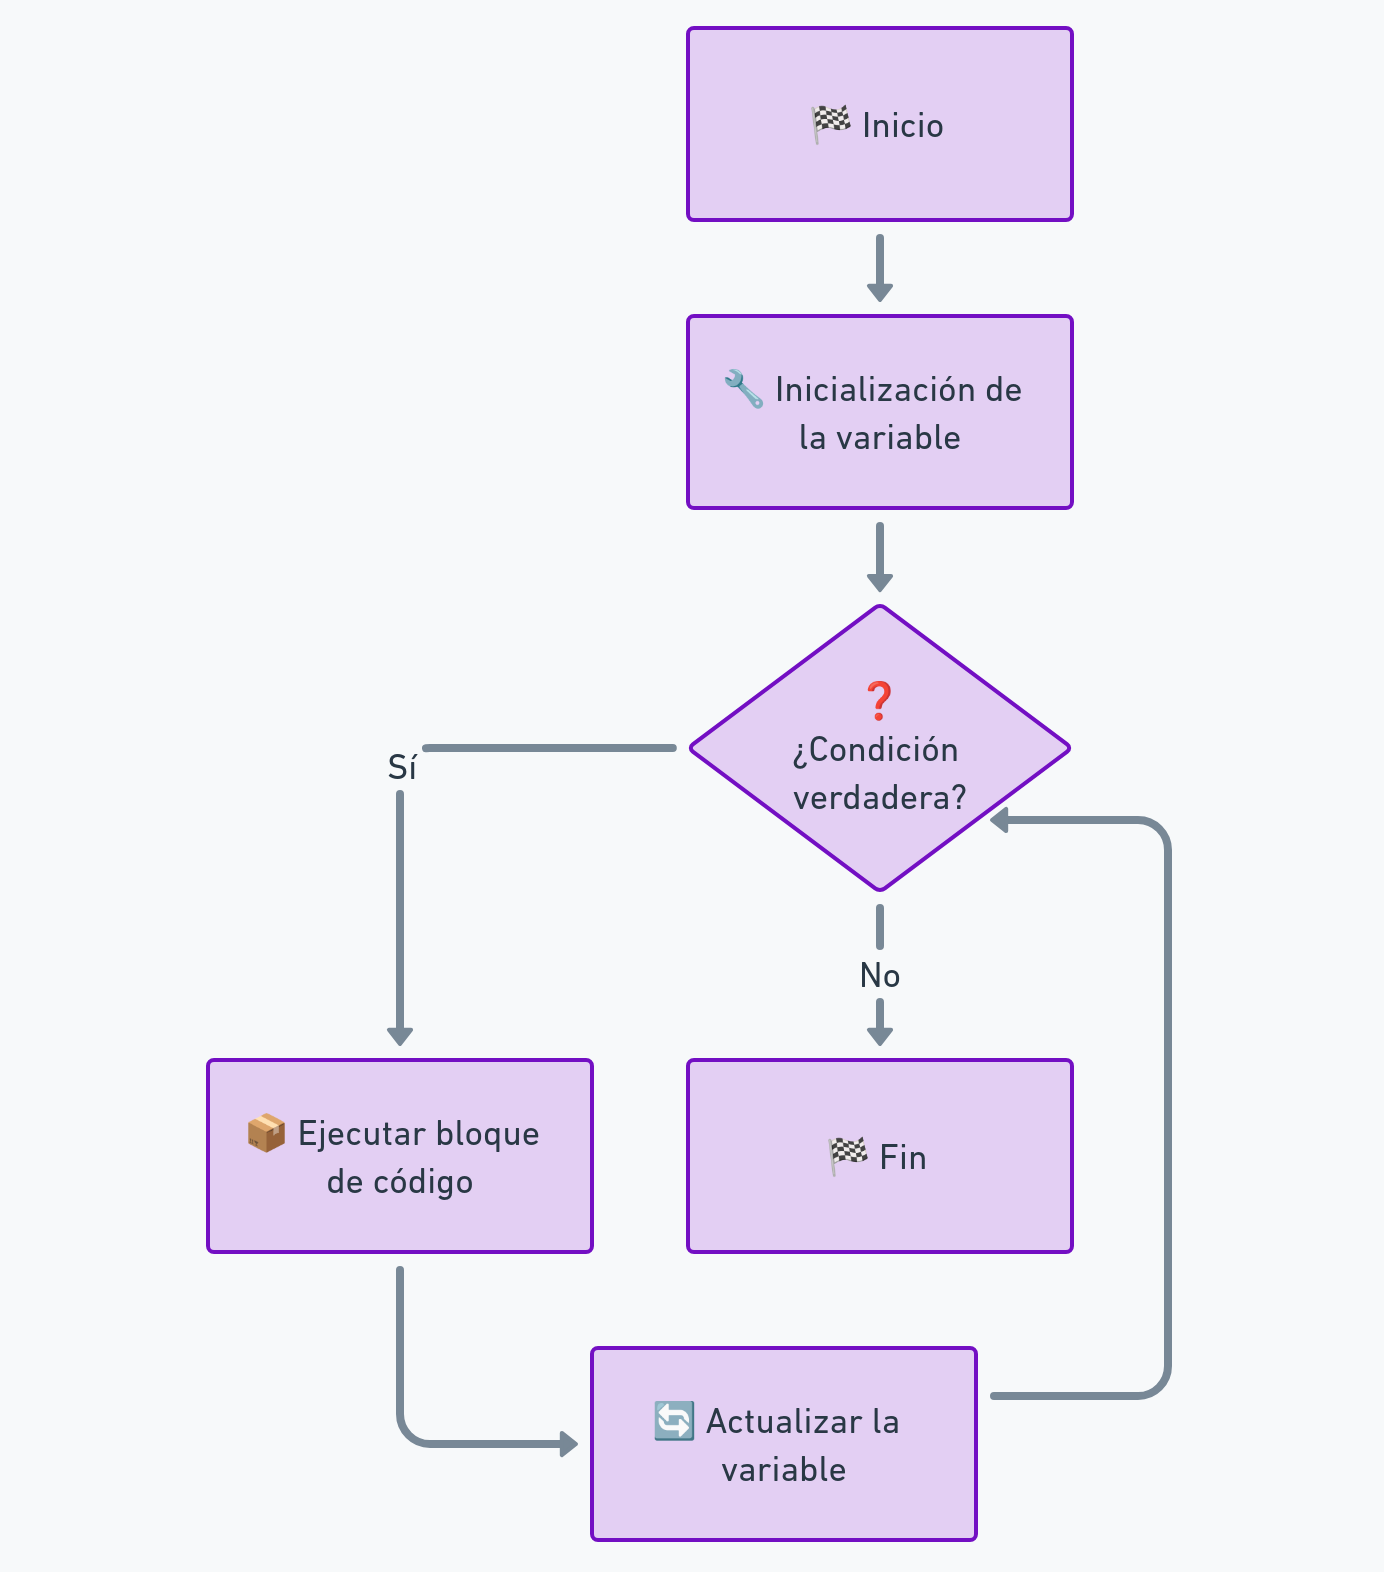 🏁 Inicio
🔧 Inicialización de
la variable
❓
¿Condición
verdadera?
Sí
No
📦 Ejecutar bloque
de código
🏁 Fin
🔄 Actualizar la
variable